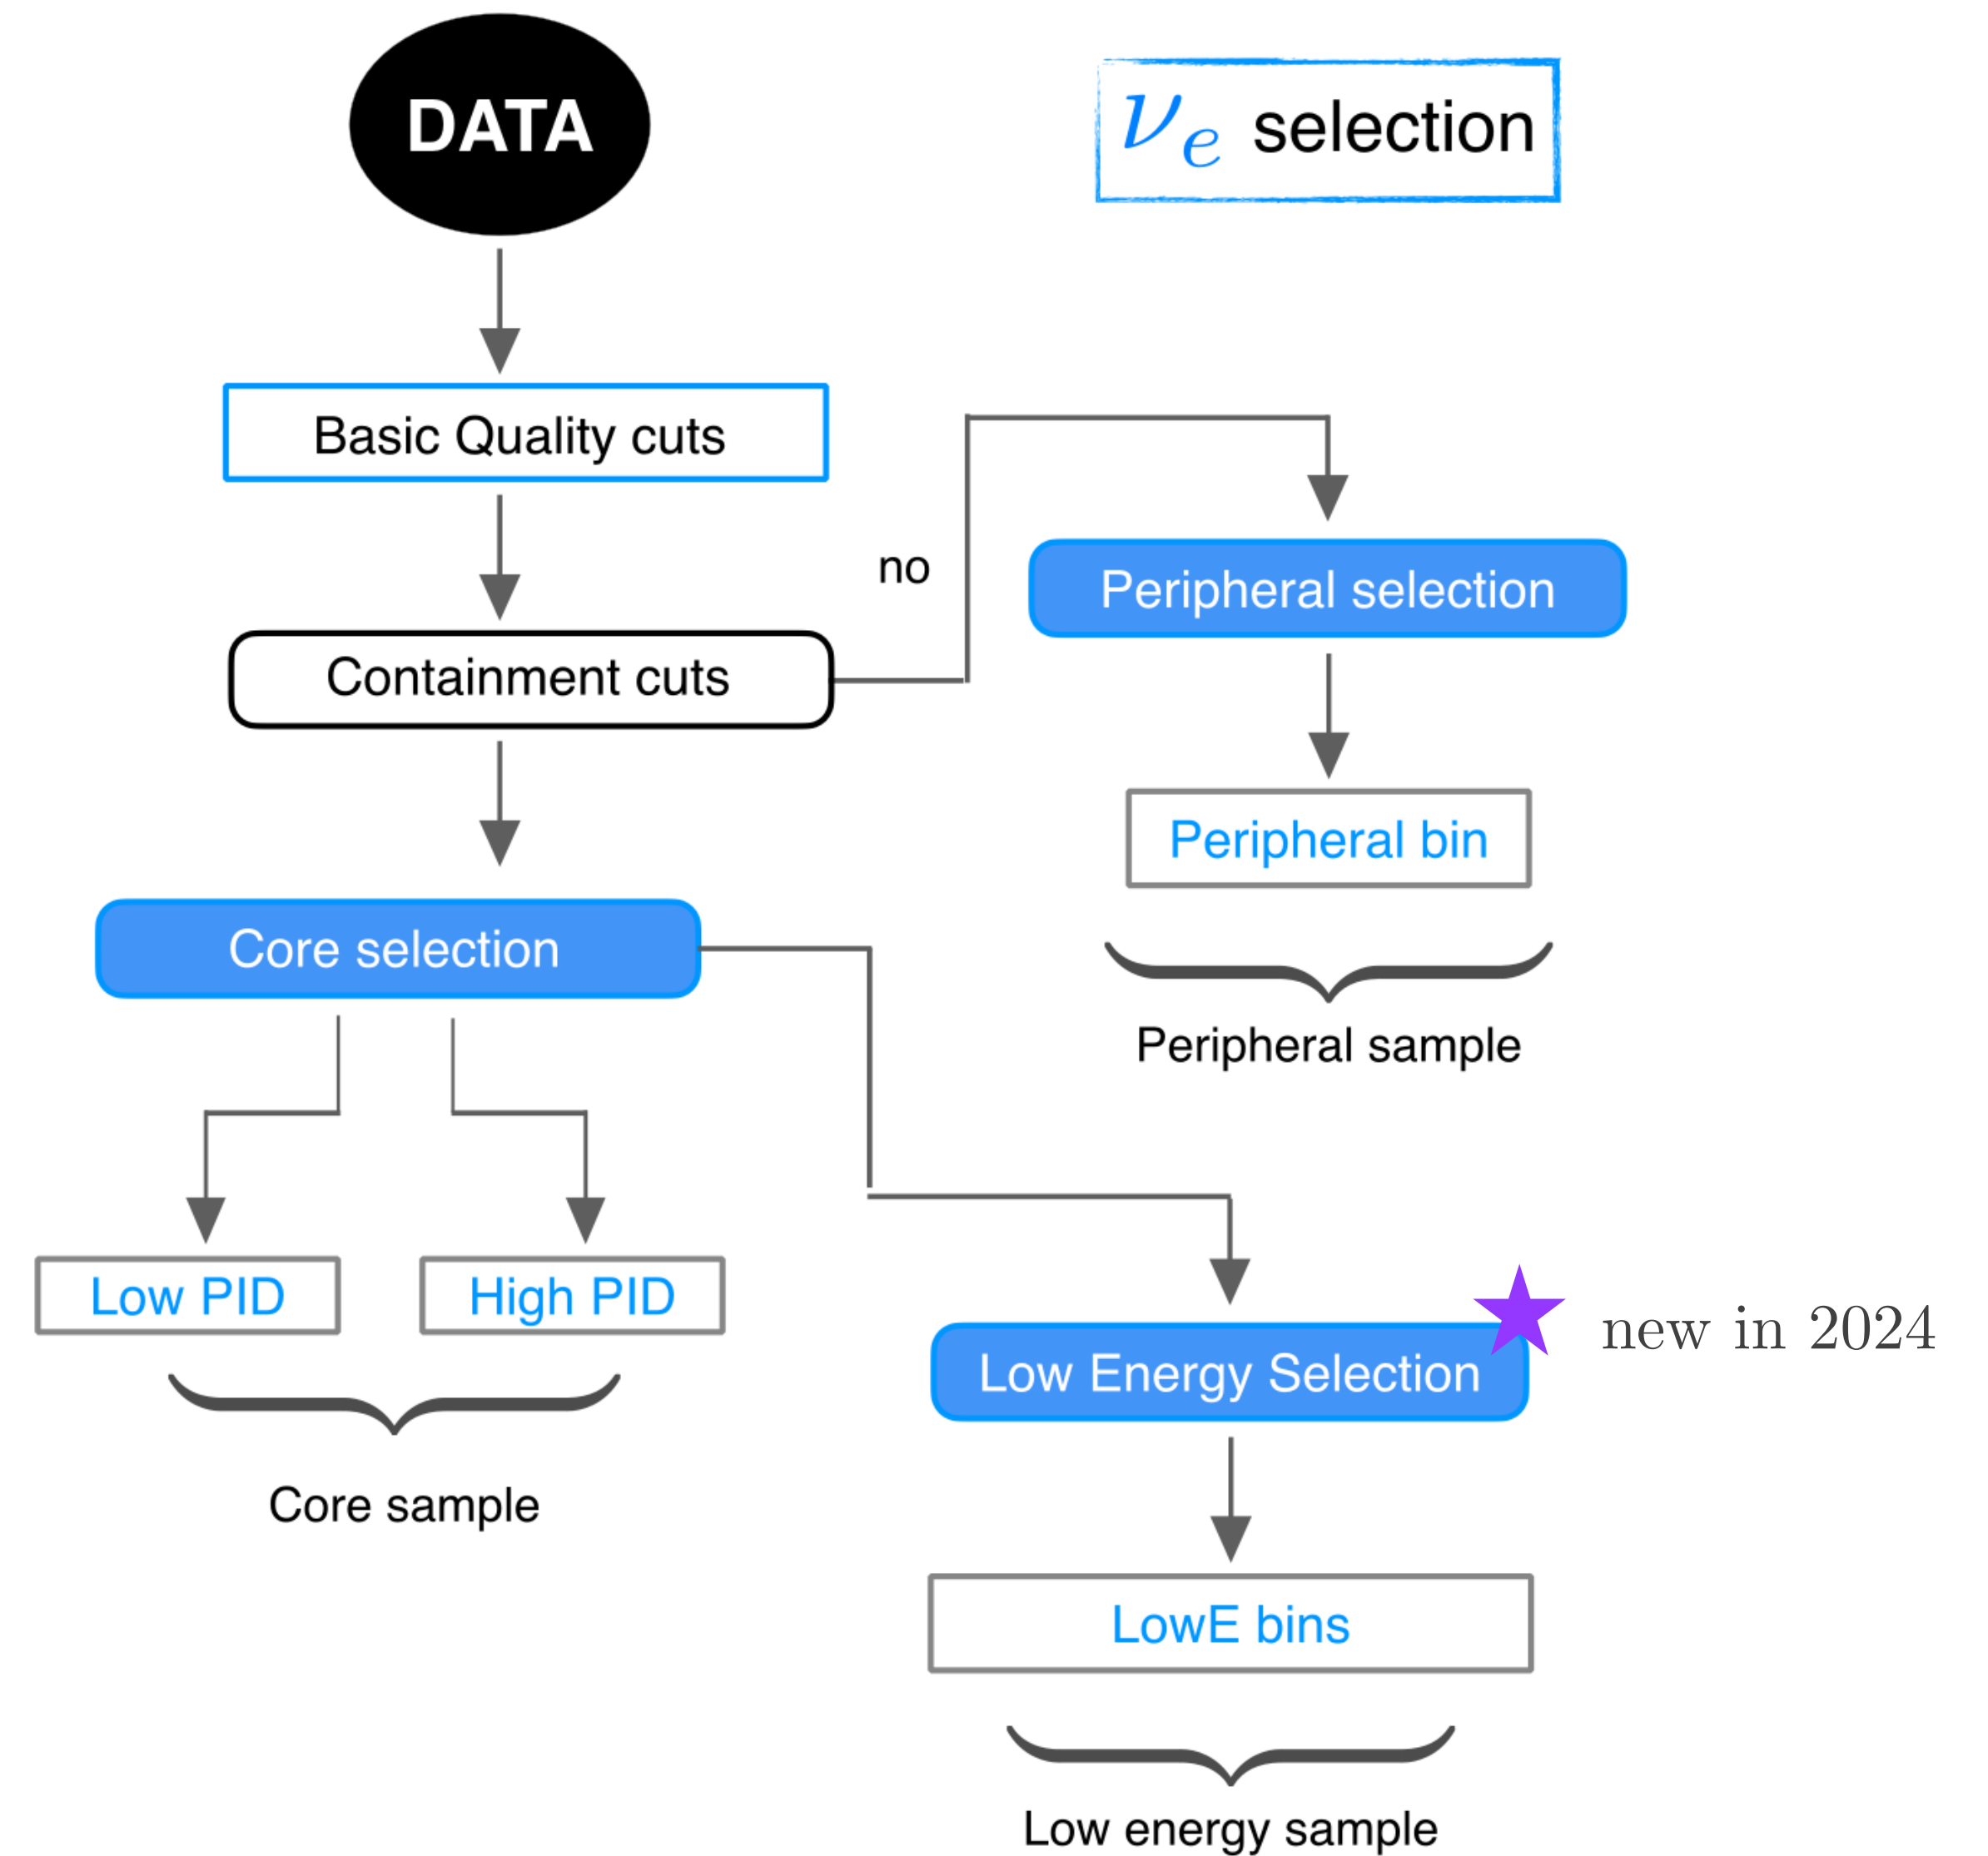 DATA
νe selection
Basic Quality cuts
no
Peripheral selection
Containment cuts
Peripheral bin
Core selection
Peripheral sample
Low PID
High PID
new in 2024
Low Energy Selection
Core sample
LowE bins
Low energy sample